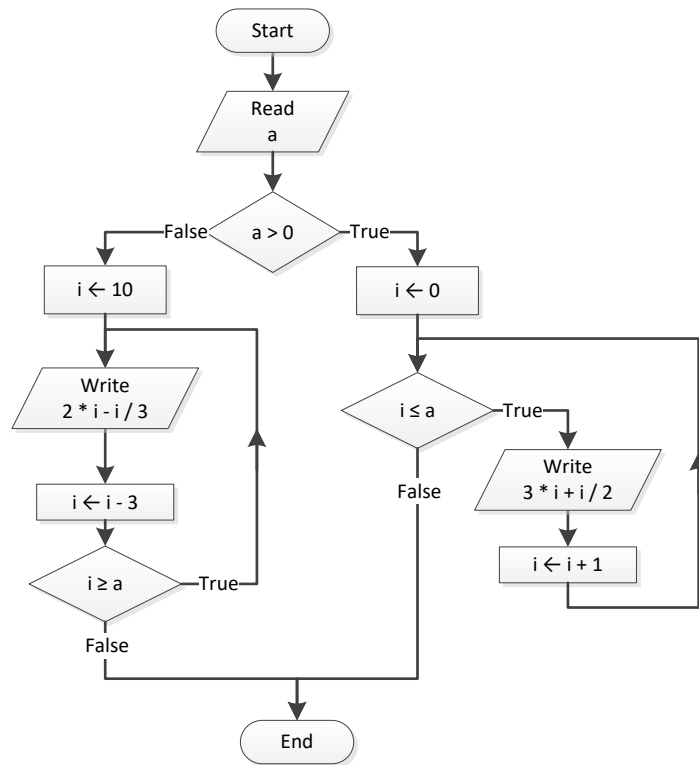 Start
Read
a
a > 0
False
True
i ← 10
i ← 0
Write
2 * i - i / 3
i ≤ a
True
Write
3 * i + i / 2
i ← i - 3
False
i ← i + 1
i ≥ a
True
False
End